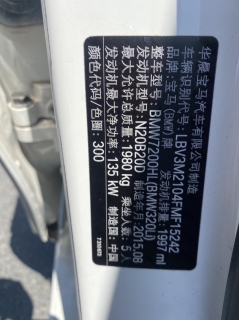 华晨宝马汽车有限公司制造
车辆识别代号: LBV3M2104FMF15242
品牌: 宝马(BMW)牌 发动机排量: 1997 ml
整车型号: BMW7200HL(BMW320Li)
发动机型号: N20B20D 制造年月: 2015.08
最大允许总质量: 1980 kg 乘坐人数: 5人
发动机最大净功率: 135 kW 制造国: 中国
颜色代码/色圈: 300